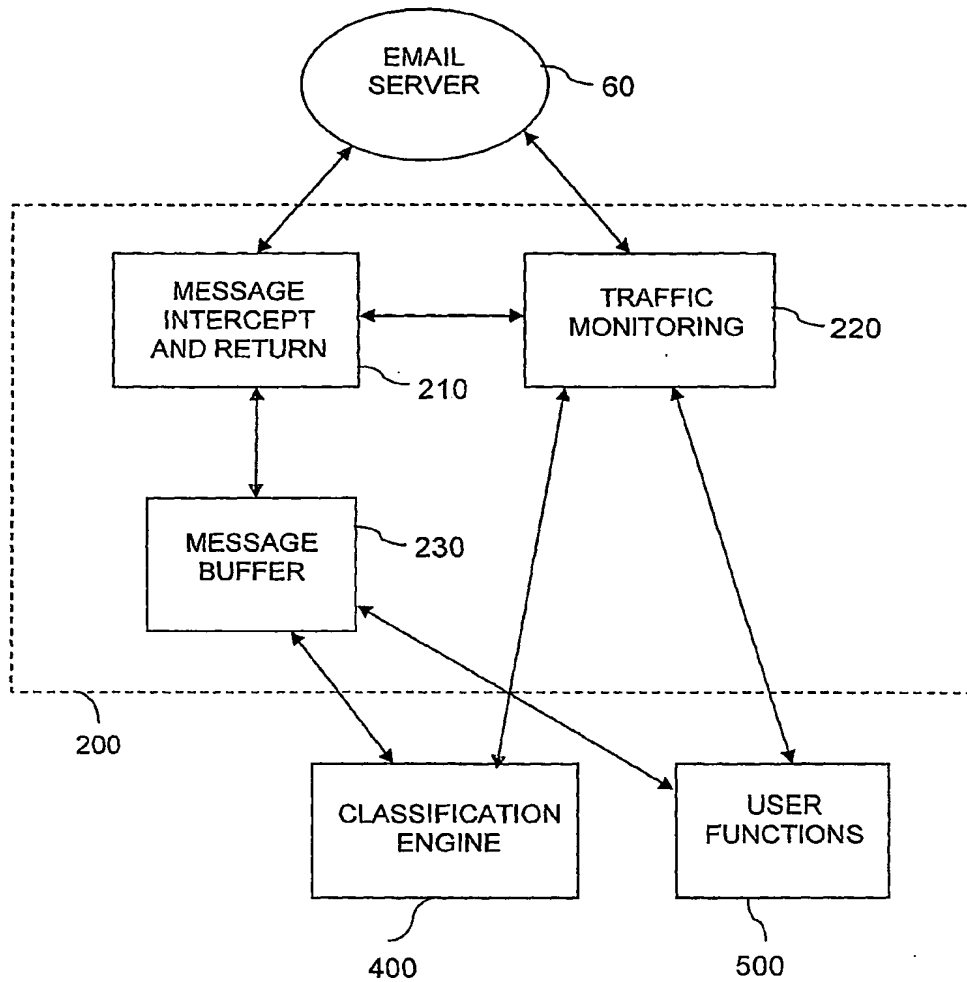 EMAIL
SERVER
60
MESSAGE
INTERCEPT
AND RETURN
210
TRAFFIC
MONITORING
220
MESSAGE
BUFFER
230
200
CLASSIFICATION
ENGINE
400
USER
FUNCTIONS
500